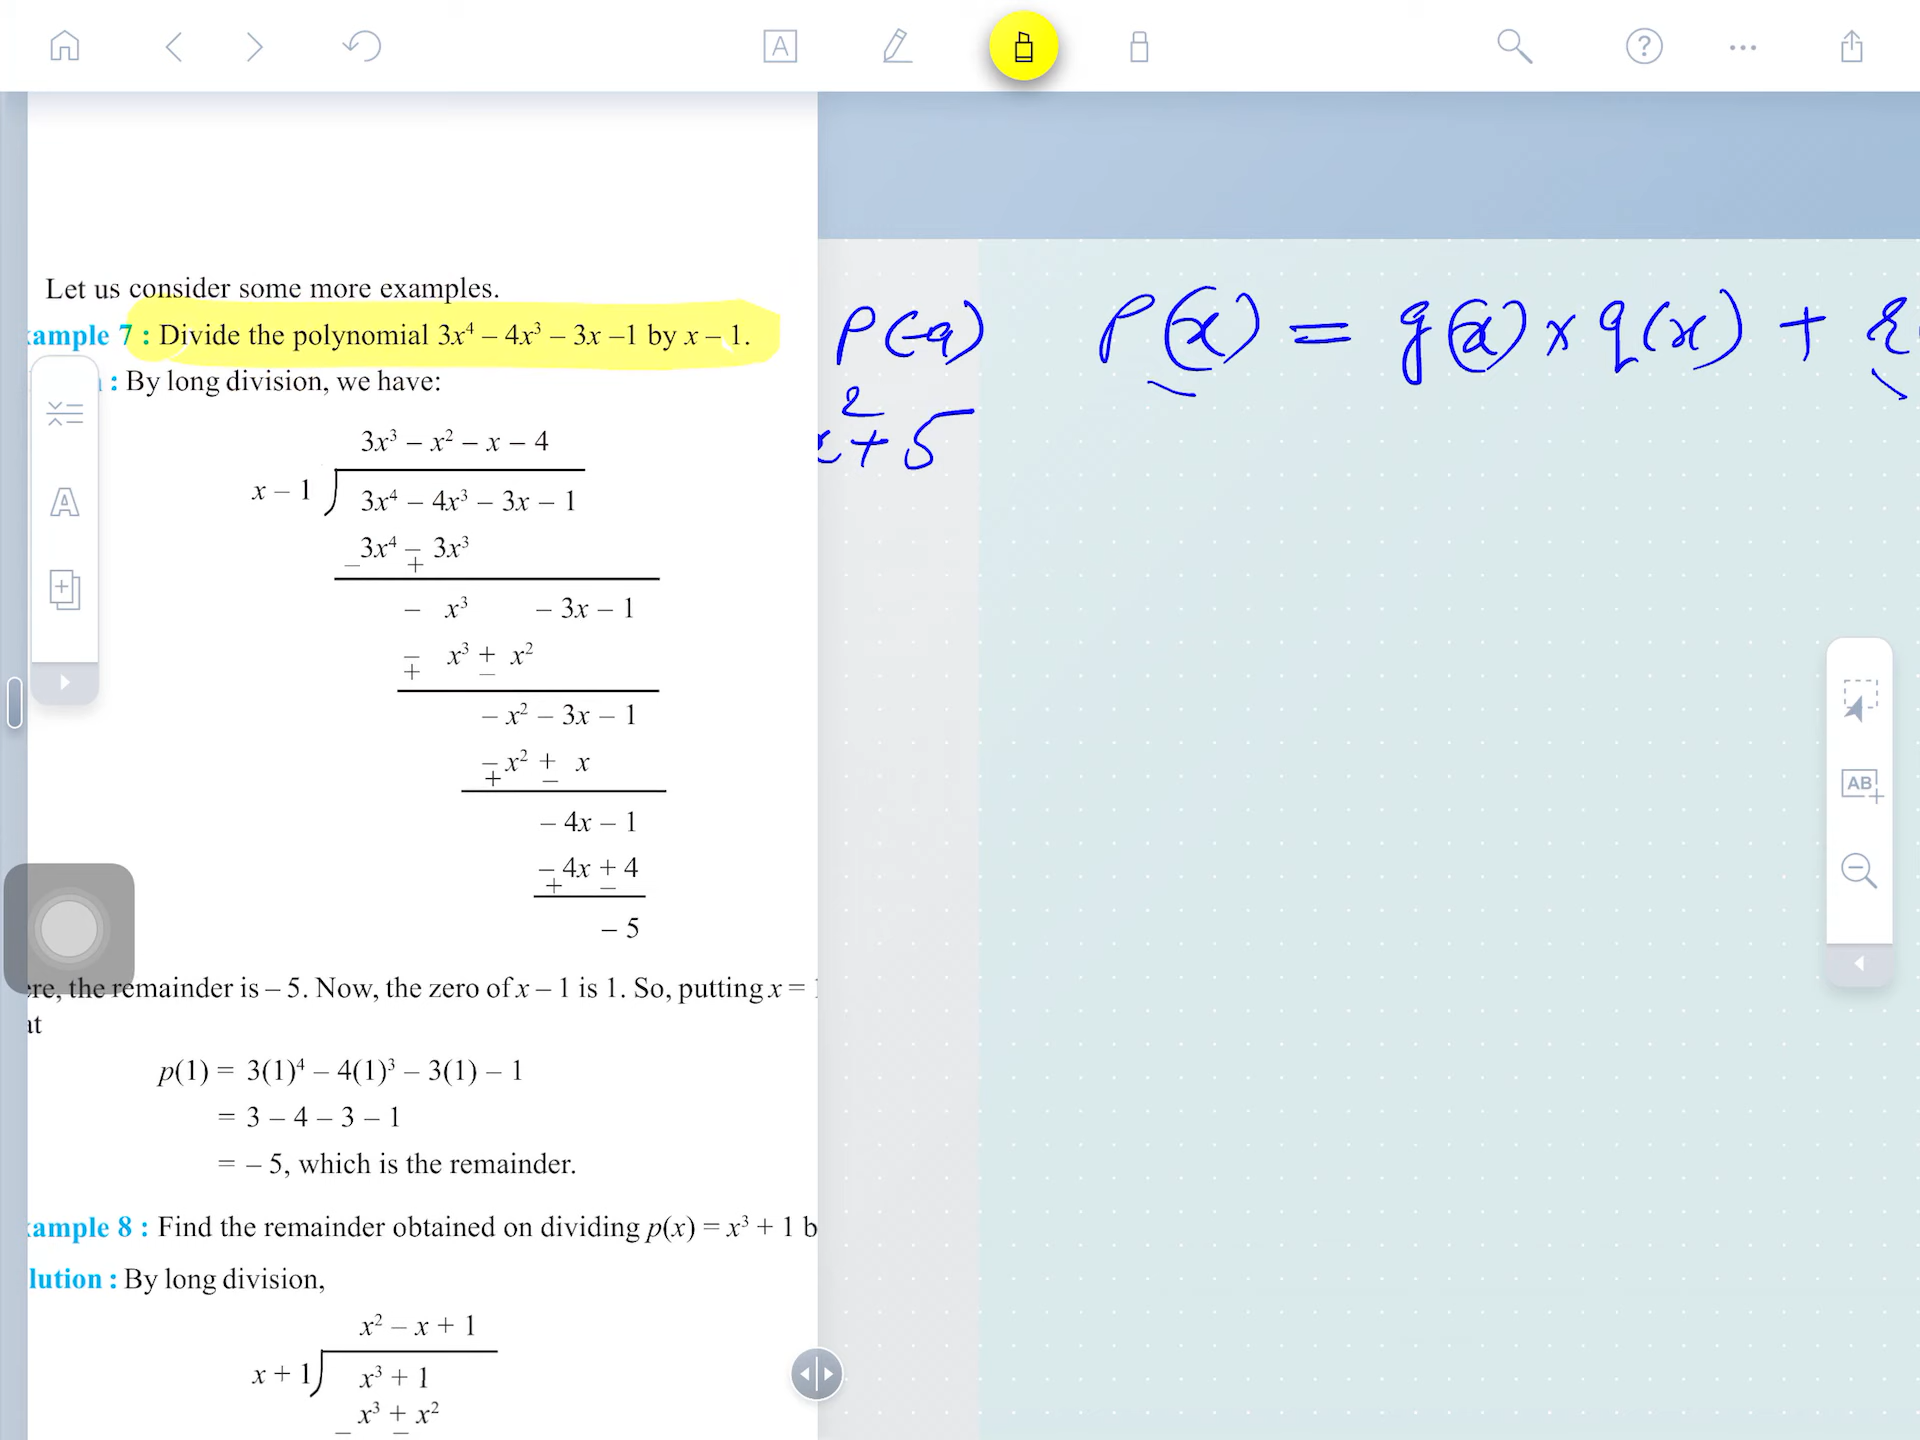 A
Let us consider some more examples.
ample 7 : Divide the polynomial 3x⁴ – 4x³ – 3x –1 by x – 1.
: By long division, we have:
3x³ – x² – x – 4
x – 1
3x⁴ – 4x³ – 3x – 1
3x⁴ – 3x³
– +
– x³ – 3x – 1
– x³ + x²
+ –
– x² – 3x – 1
– x² + x
+ –
– 4x – 1
– 4x + 4
+ –
– 5
re, the remainder is – 5. Now, the zero of x – 1 is 1. So, putting x =
at
p(1) = 3(1)⁴ – 4(1)³ – 3(1) – 1
= 3 – 4 – 3 – 1
= – 5, which is the remainder.
ample 8 : Find the remainder obtained on dividing p(x) = x³ + 1 b
lution : By long division,
x² – x + 1
x + 1
x³ + 1
x³ + x²
– –
P(-a)
2
+ 5
P(x) = g(x) × q(x) +
A
AB